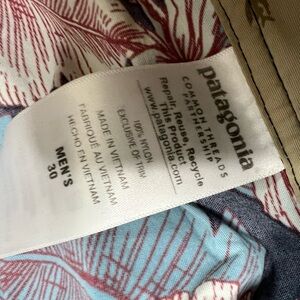 patagonia
COMMON THREADS
PARTNERSHIP
Repair, Reuse, Recycle
This Product
www.patagonia.com
100% NYLON
EXCLUSIVE OF TRIM
MADE IN VIETNAM
FABRIQUÉ AU VIETNAM
HECHO EN VIETNAM
MEN'S
30